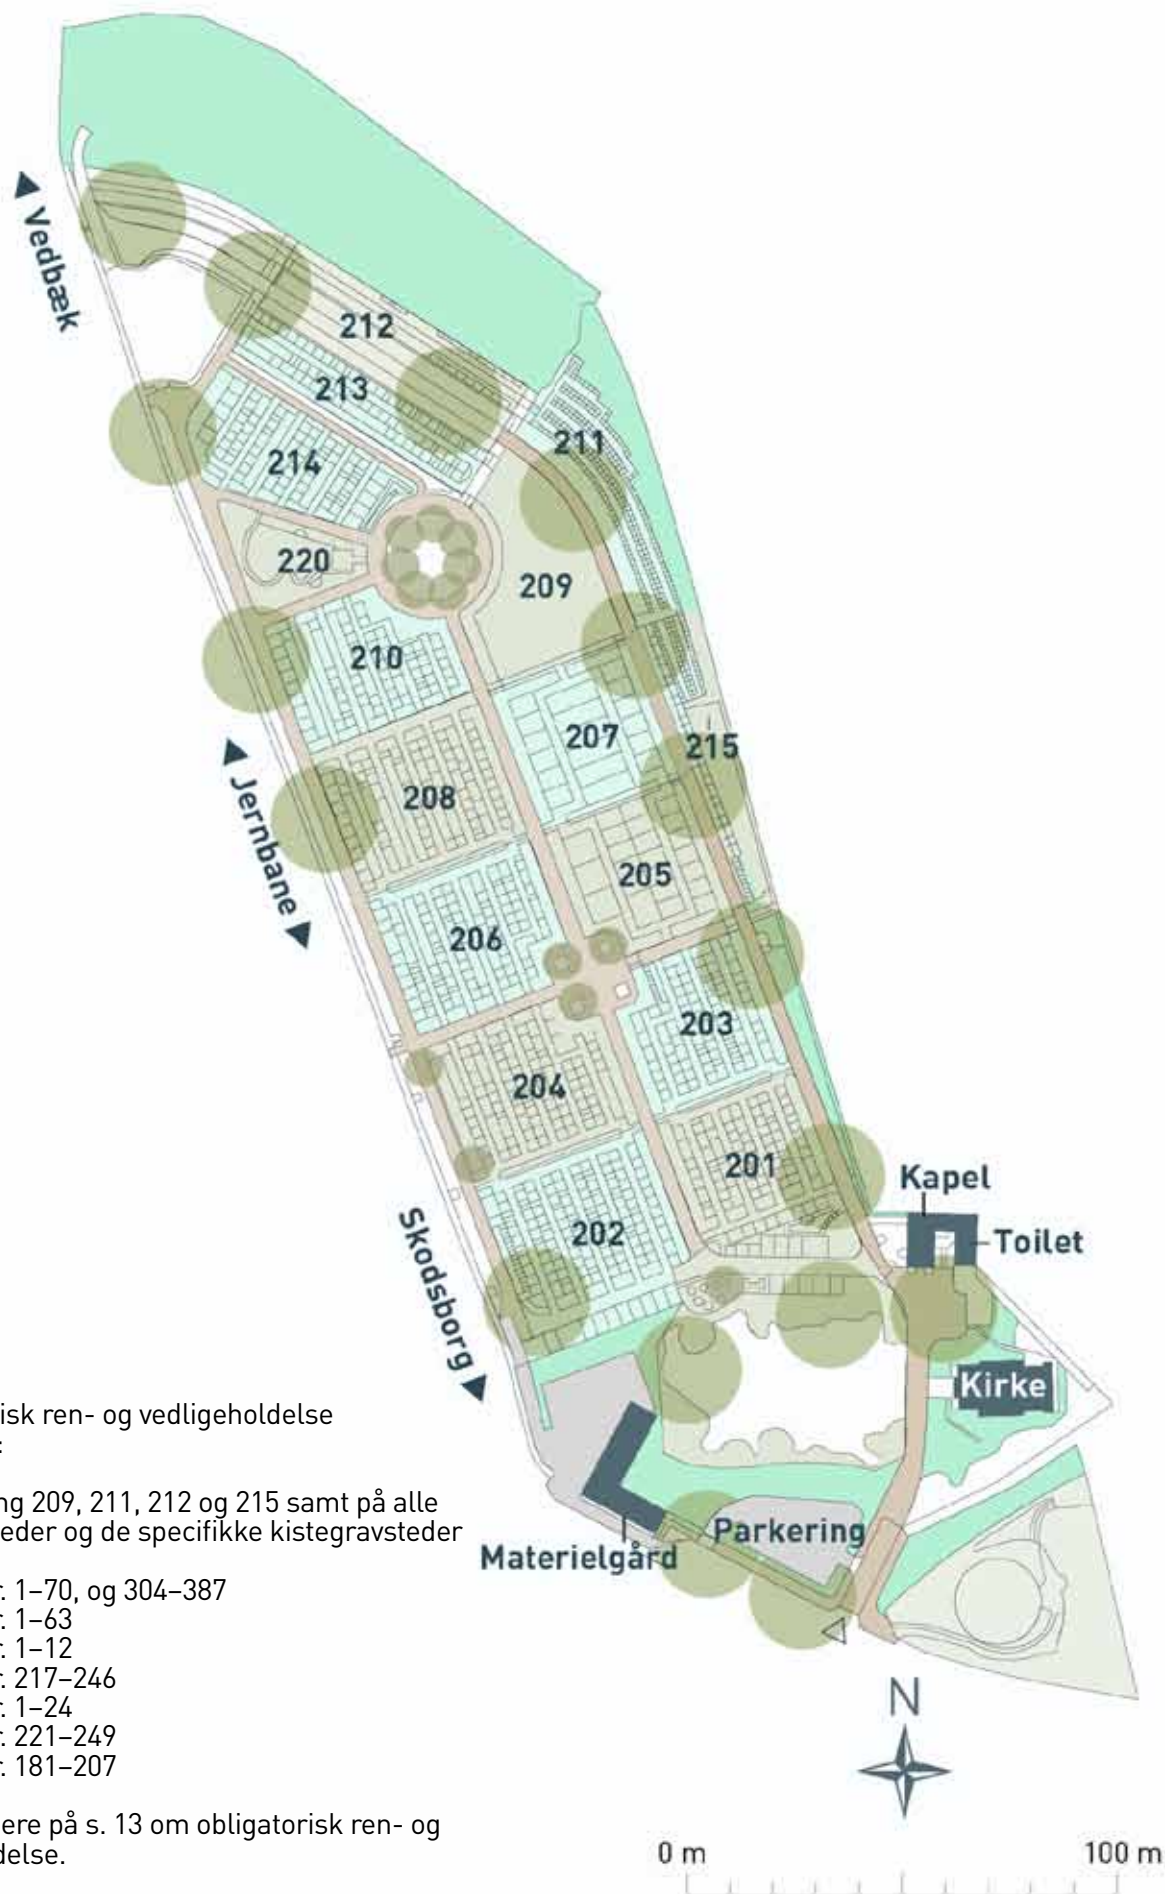 Vedbæk
212
213
211
214
220
209
210
207
215
208
Jernbane
205
206
203
204
201
Kapel
202
Toilet
Skodsborg
Kirke
isk ren- og vedligeholdelse
:
ng 209, 211, 212 og 215 samt på alle
eder og de specifikke kistegravsteder
Parkering
Materielgård
r. 1–70, og 304–387
r. 1–63
r. 1–12
r. 217–246
r. 1–24
r. 221–249
r. 181–207
N
ere på s. 13 om obligatorisk ren- og
delse.
0 m 100 m